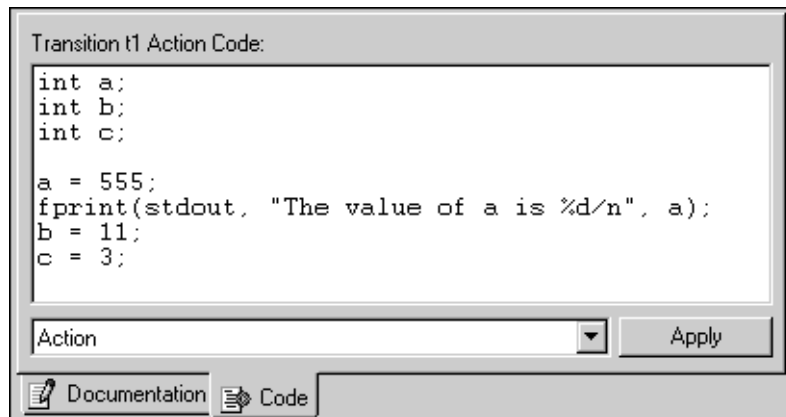 Transition t1 Action Code:
int a;
int b;
int c;
a = 555;
fprint(stdout, "The value of a is %d/n", a);
b = 11;
c = 3;
Action
Apply
Documentation
Code